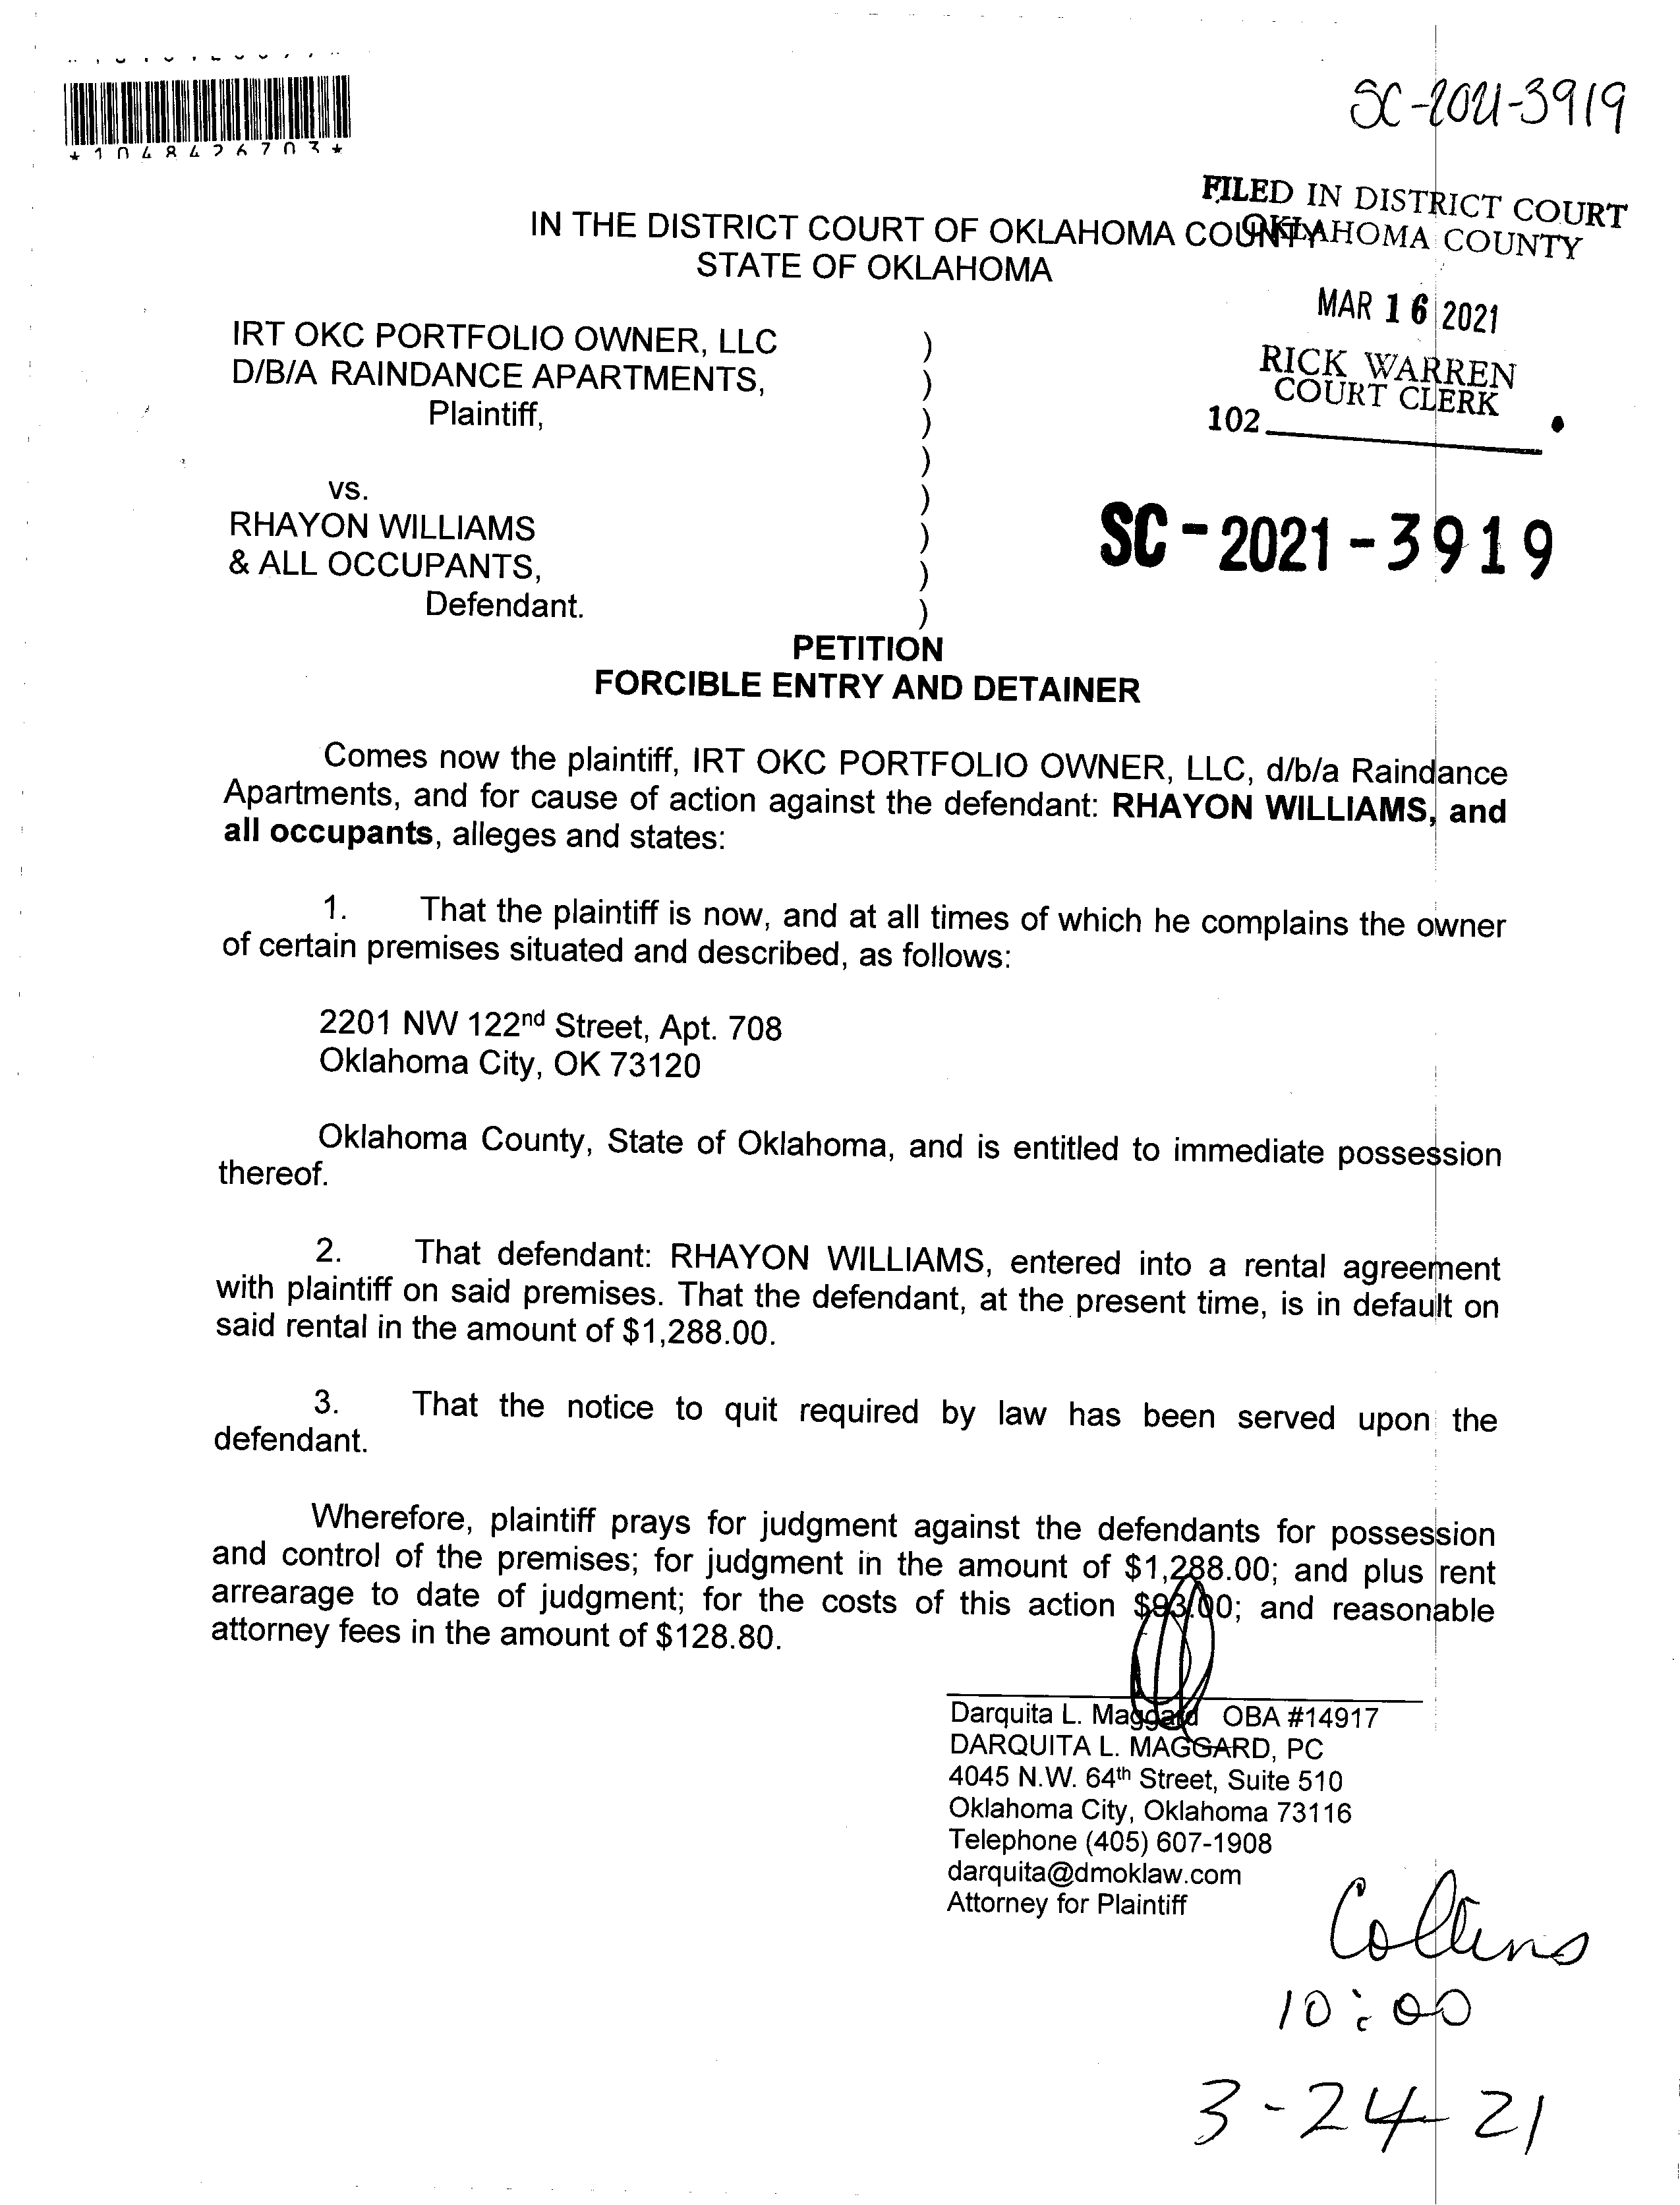 *1048426703*
SC-2021-3919
FILED IN DISTRICT COURT
OKLAHOMA COUNTY
IN THE DISTRICT COURT OF OKLAHOMA COUNTY
STATE OF OKLAHOMA
MAR 16 2021
RICK WARREN
COURT CLERK
102
IRT OKC PORTFOLIO OWNER, LLC )
D/B/A RAINDANCE APARTMENTS, )
Plaintiff, )
)
vs. )
RHAYON WILLIAMS )
& ALL OCCUPANTS, )
Defendant. )
SC-2021-3919
PETITION
FORCIBLE ENTRY AND DETAINER
Comes now the plaintiff, IRT OKC PORTFOLIO OWNER, LLC, d/b/a Raindance
Apartments, and for cause of action against the defendant: RHAYON WILLIAMS, and
all occupants, alleges and states:
1. That the plaintiff is now, and at all times of which he complains the owner
of certain premises situated and described, as follows:
2201 NW 122nd Street, Apt. 708
Oklahoma City, OK 73120
Oklahoma County, State of Oklahoma, and is entitled to immediate possession
thereof.
2. That defendant: RHAYON WILLIAMS, entered into a rental agreement
with plaintiff on said premises. That the defendant, at the present time, is in default on
said rental in the amount of $1,288.00.
3. That the notice to quit required by law has been served upon the
defendant.
Wherefore, plaintiff prays for judgment against the defendants for possession
and control of the premises; for judgment in the amount of $1,288.00; and plus rent
arrearage to date of judgment; for the costs of this action $93.00; and reasonable
attorney fees in the amount of $128.80.
Darquita L. Maggard OBA #14917
DARQUITA L. MAGGARD, PC
4045 N.W. 64th Street, Suite 510
Oklahoma City, Oklahoma 73116
Telephone (405) 607-1908
darquita@dmoklaw.com
Attorney for Plaintiff
Collins
10:00
3-24-21